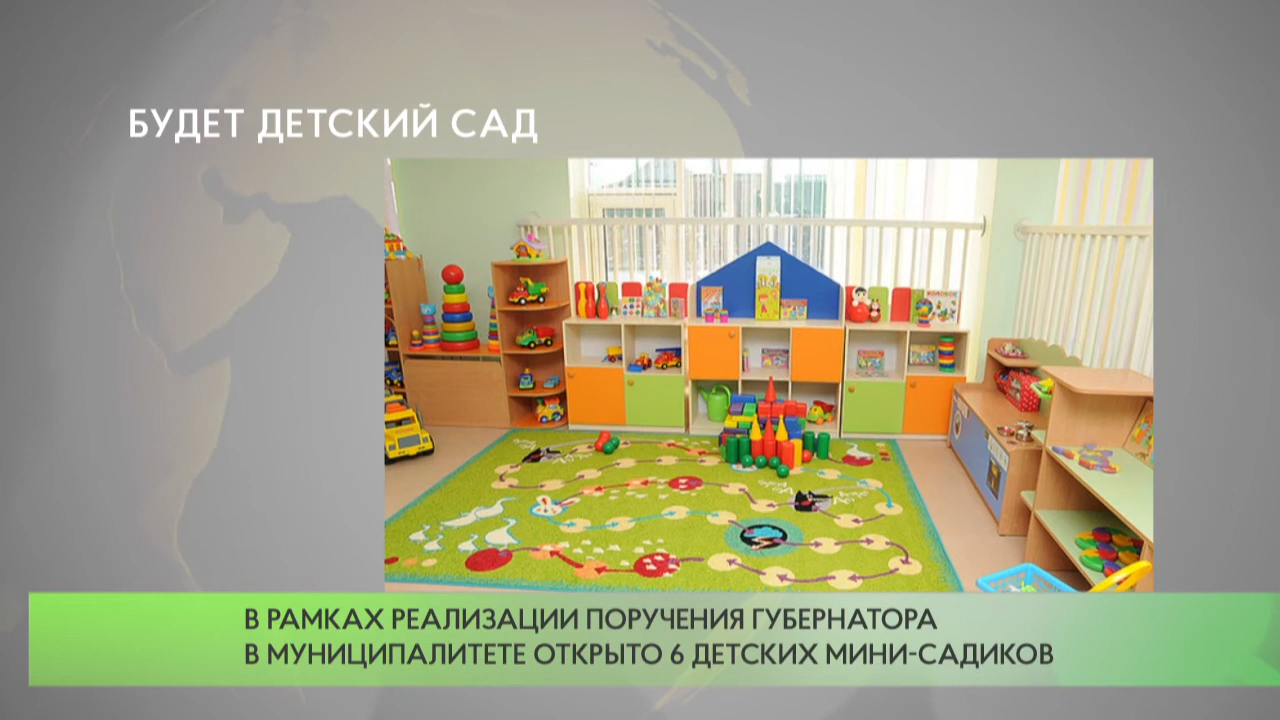 БУДЕТ ДЕТСКИЙ САД
В РАМКАХ РЕАЛИЗАЦИИ ПОРУЧЕНИЯ ГУБЕРНАТОРА
В МУНИЦИПАЛИТЕТЕ ОТКРЫТО 6 ДЕТСКИХ МИНИ-САДИКОВ